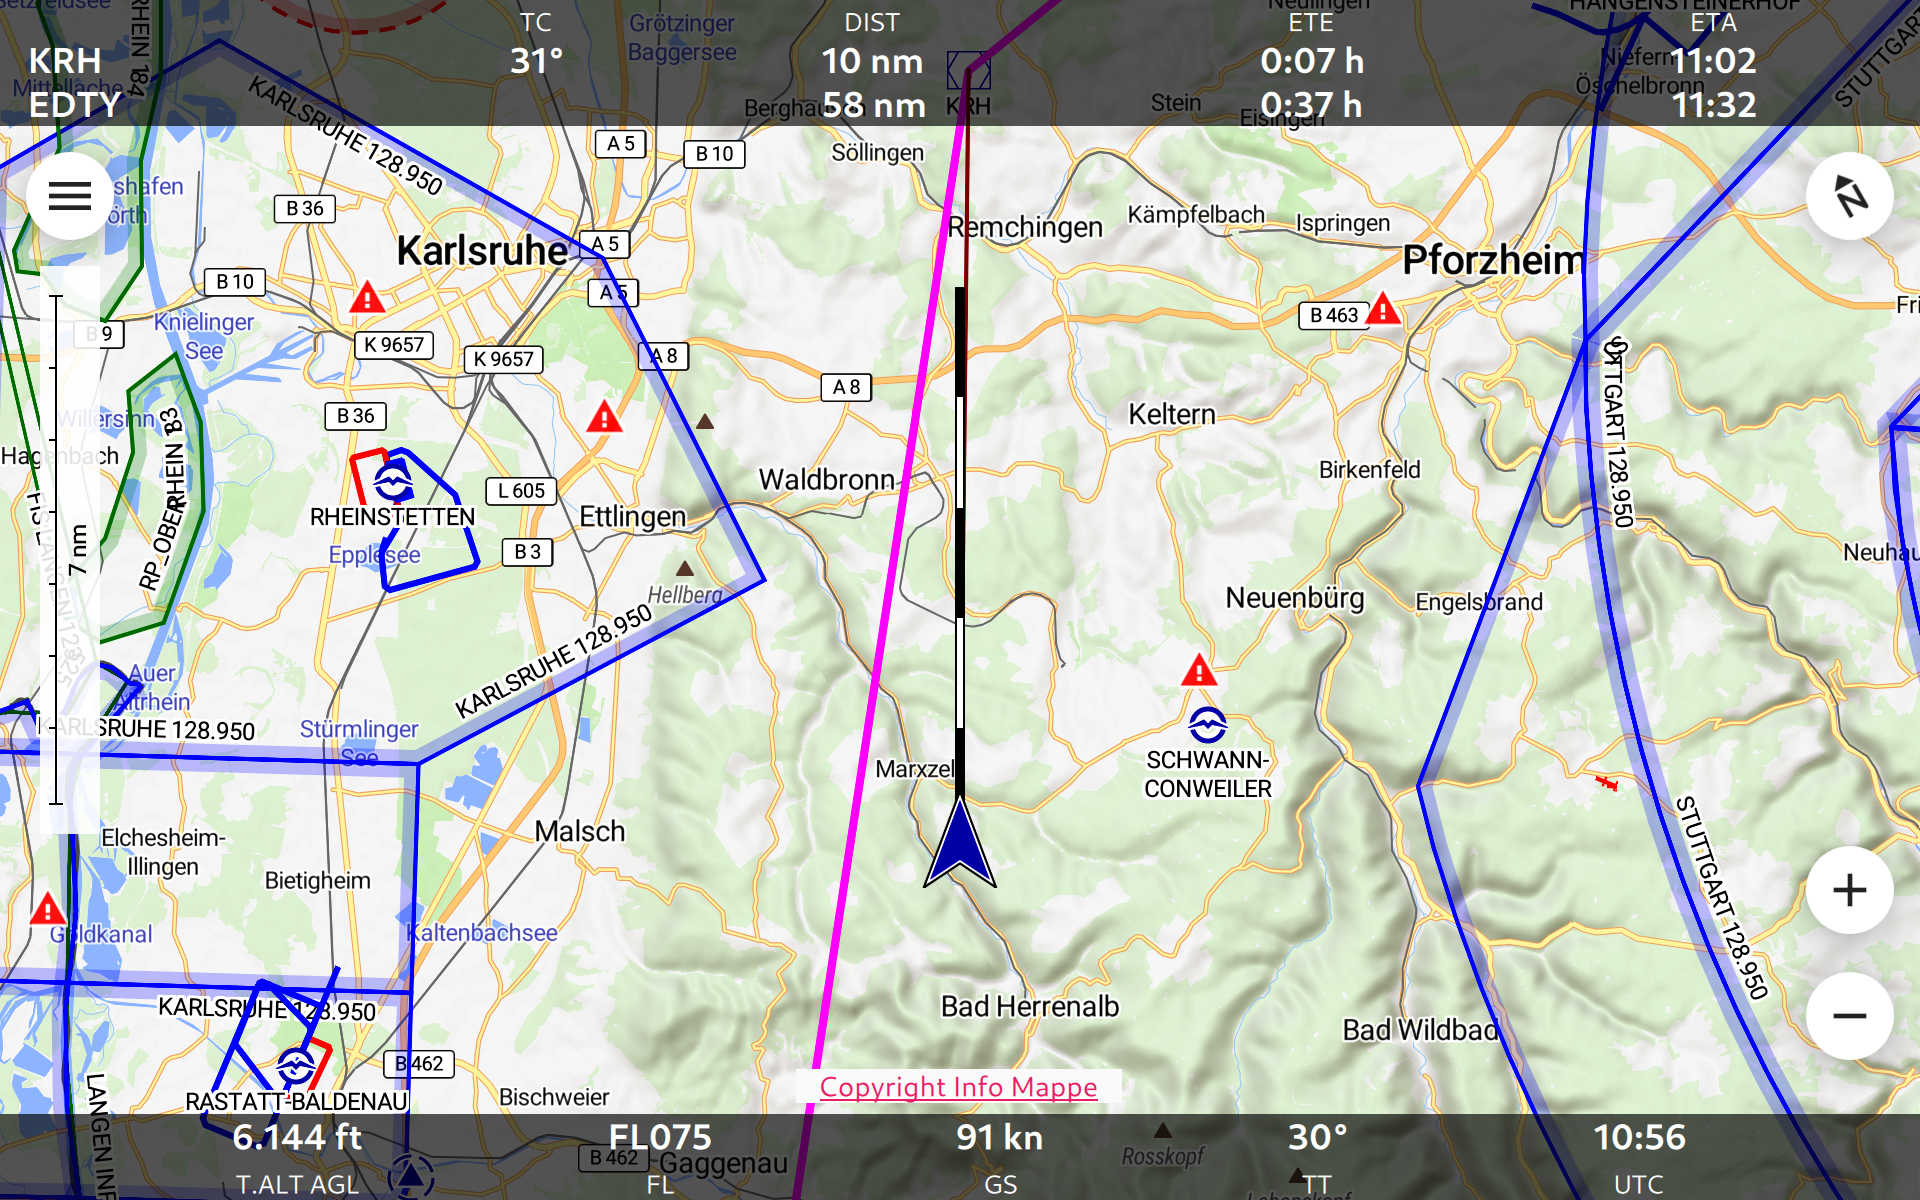 TC
DIST
ETE
ETA
KRH
31°
10 nm
0:07 h
11:02
EDTY
58 nm
0:37 h
11:32
Grötzinger
Baggersee
HANGENSTEINERHOF
Niefern-
Öschelbronn
Mittellache
RHEIN 184
Berghausen
KRH
Stein
Eisingen
STUTTGART
KARLSRUHE 128.950
A 5
B 10
Söllingen
B 36
Karlsruhe
A 5
Remchingen
Kämpfelbach
Ispringen
Pforzheim
N
B 10
A 5
B 463
B 9
Knielinger
See
K 9657
K 9657
A 8
A 8
B 36
Keltern
Hagenbach
RP_OBERRHEIN B3
Waldbronn
Birkenfeld
STUTTGART 128.950
L 605
RHEINSTETTEN
Ettlingen
Epplesee
B 3
7 nm
Hellberg
Neuenbürg
Engelsbrand
KARLSRUHE 128.950
Auer
Altrhein
KARLSRUHE 128.950
Stürmlinger
See
SCHWANN-
CONWEILER
Marxzel
Elchesheim-
Illingen
Malsch
Bietigheim
STUTTGART 128.950
Goldkanal
Kaltenbachsee
KARLSRUHE 128.950
Bad Herrenalb
Bad Wildbad
B 462
RASTATT-BALDENAU
Bischweier
LANGEN INF
Copyright Info Mappe
6.144 ft
FL075
91 kn
30°
10:56
B 462
Gaggenau
Rosskopf
T.ALT AGL
FL
GS
TT
UTC